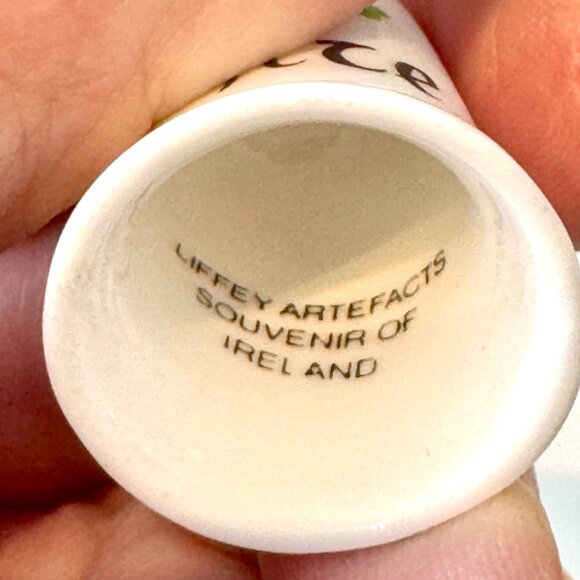 LIFFEY ARTEFACTS
SOUVENIR OF
IRELAND